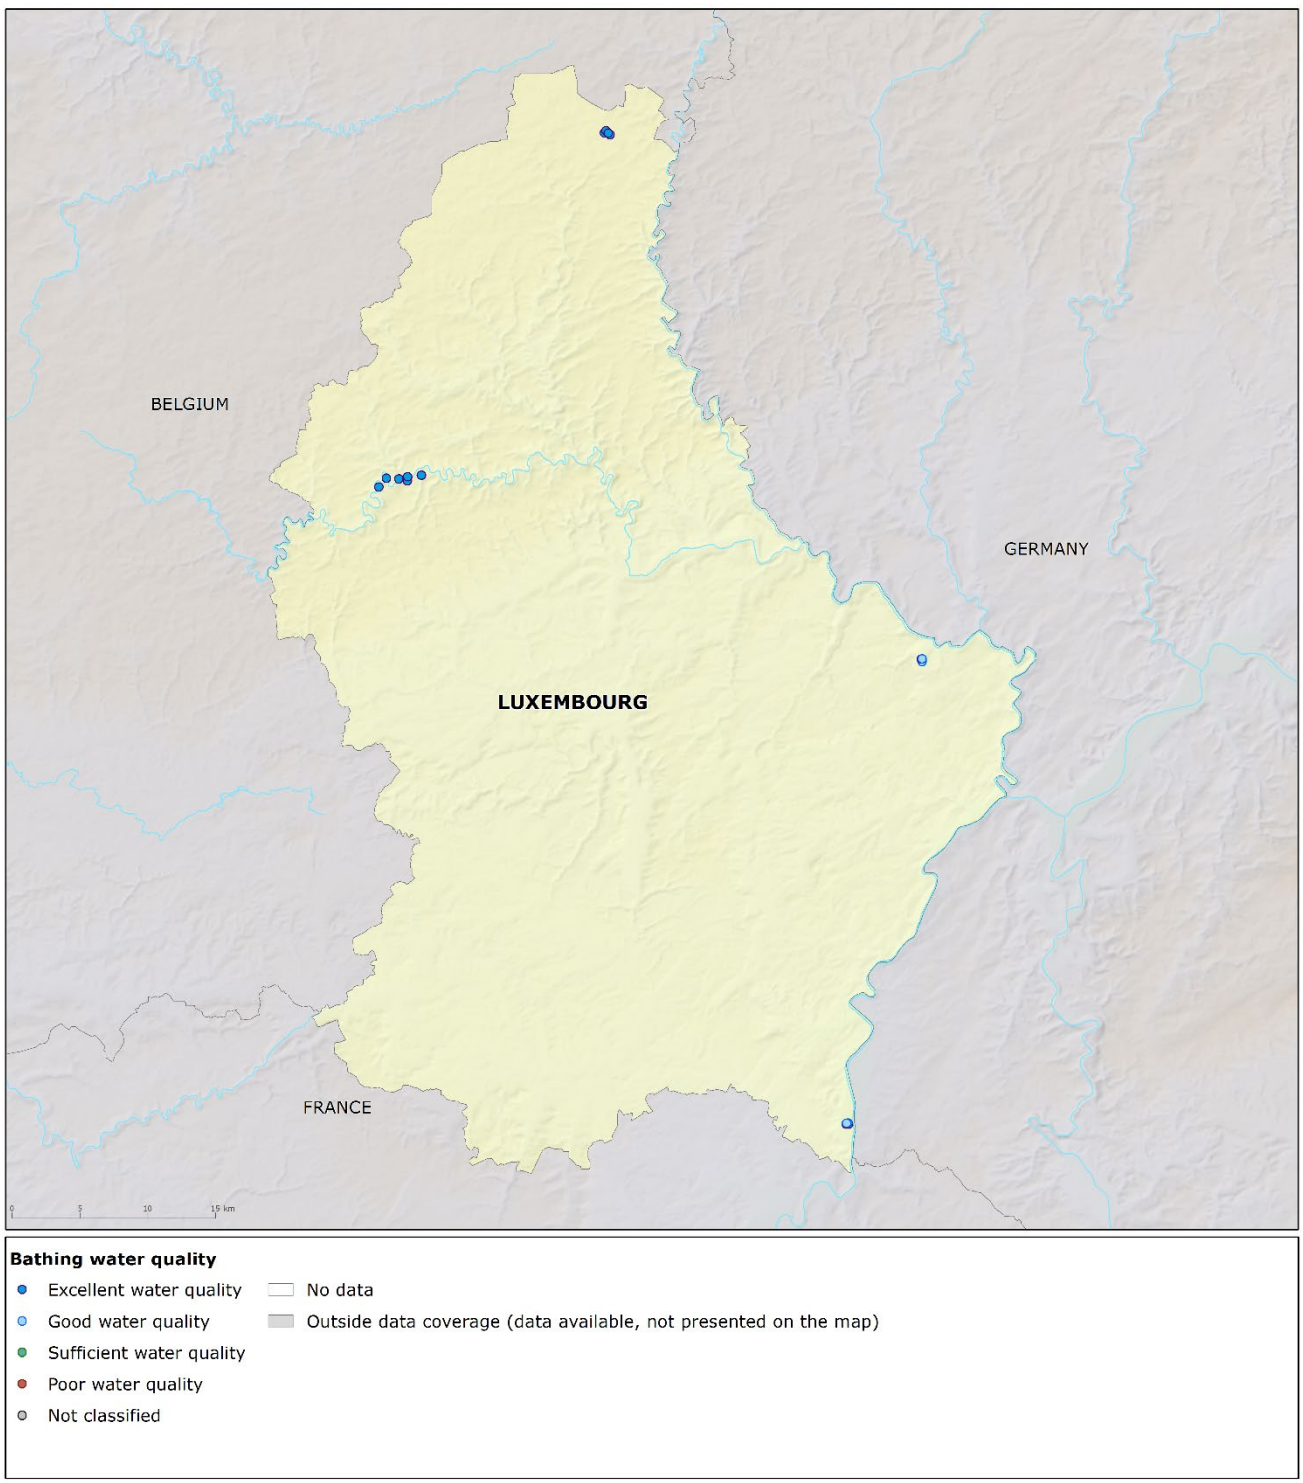 BELGIUM
GERMANY
LUXEMBOURG
FRANCE
0 5 10 15 km
Bathing water quality
Excellent water quality No data
Good water quality Outside data coverage (data available, not presented on the map)
Sufficient water quality
Poor water quality
Not classified